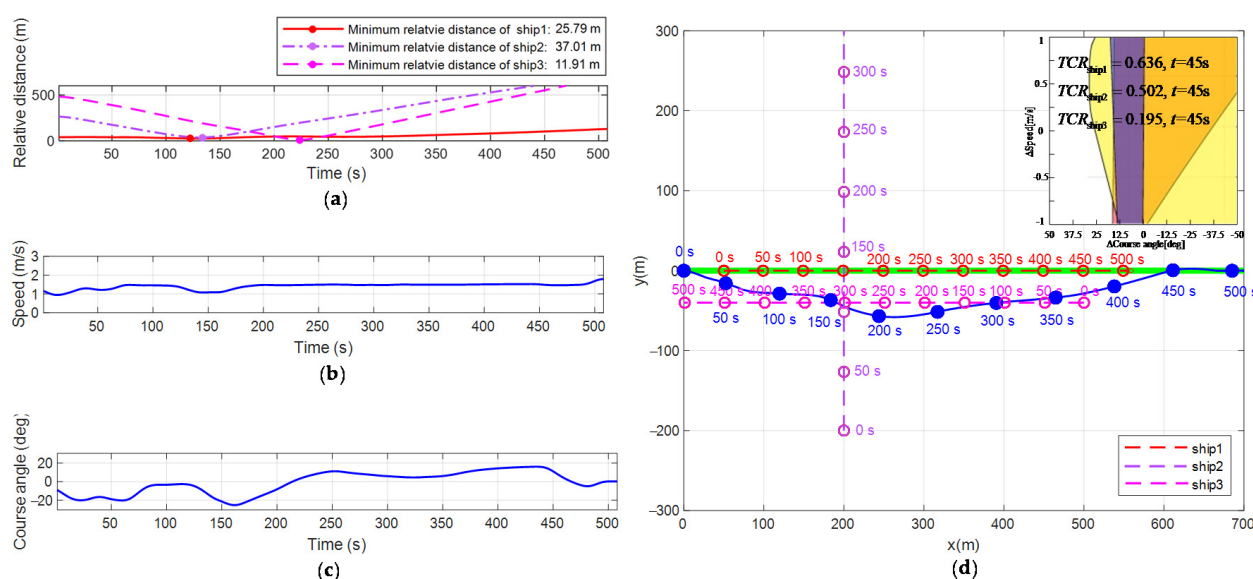 Minimum relatvie distance of ship1: 25.79 m
Minimum relatvie distance of ship2: 37.01 m
Minimum relatvie distance of ship3: 11.91 m
Relative distance (m)
500
0
50 100 150 200 250 300 350 400 450 500
Time (s)
(a)
Speed (m/s)
3
2
1
0
50 100 150 200 250 300 350 400 450 500
Time (s)
(b)
Course angle (deg)
20
0
−20
50 100 150 200 250 300 350 400 450 500
Time (s)
(c)
y(m)
300
200
100
0
−100
−200
−300
0 100 200 300 400 500 600 700
x(m)
(d)
300 s
250 s
200 s
150 s
50 s
0 s
0 s
0 s 50 s 100 s 200 s 250 s 300 s 350 s 400 s 450 s 500 s
500 s 450 s 400 s 350 s 300 s 250 s 200 s 150 s 100 s 50 s 0 s
50 s 100 s 150 s 200 s 250 s 300 s 350 s 400 s 450 s 500 s
TCRship1 = 0.636, t=45s
TCRship2 = 0.502, t=45s
TCRship3 = 0.195, t=45s
ΔSpeed[m/s]
1
0.5
0
-0.5
-1
50 37.5 25 12.5 0 -12.5 -25 -37.5 -50
ΔCourse angle[deg]
ship1
ship2
ship3